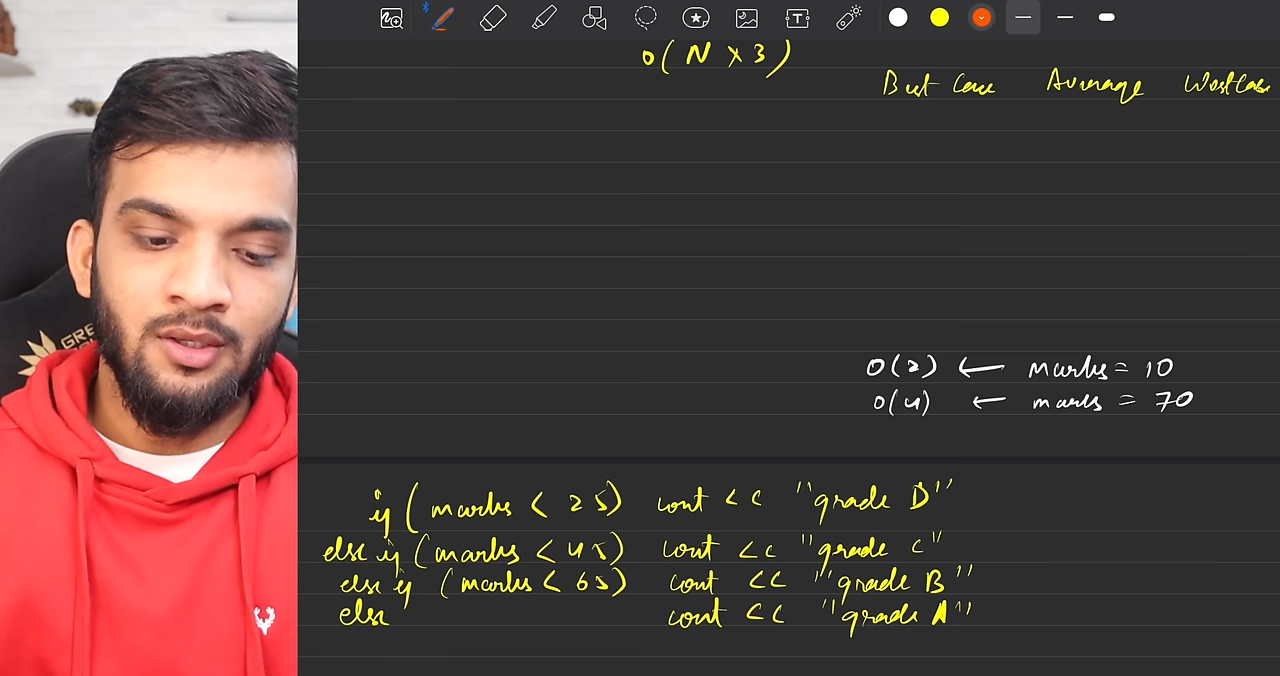 O(N x 3)
Best Case Average Worst Case
GRE
O(2) ← marks = 10
O(4) ← marks = 70
if (marks < 25) cout << "grade D"
else if (marks < 45) cout << "grade C"
else if (marks < 65) cout << "grade B"
else cout << "grade A"